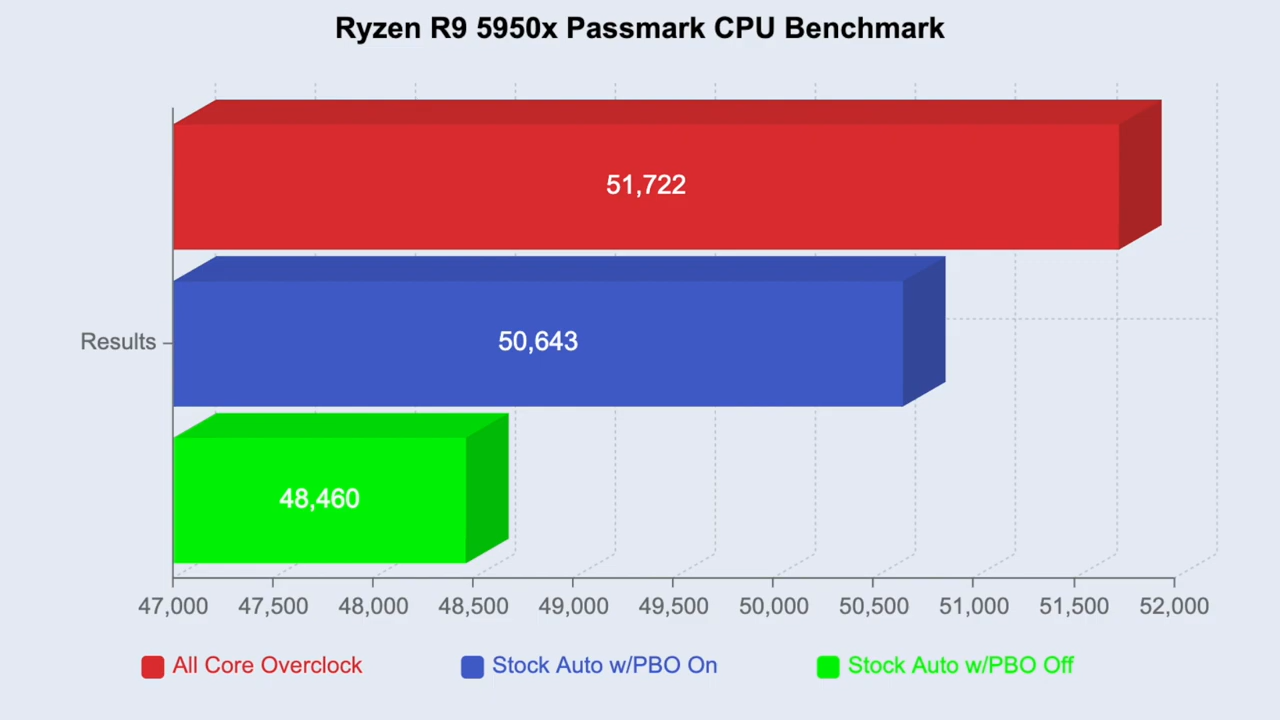 Ryzen R9 5950x Passmark CPU Benchmark
51,722
Results
50,643
48,460
47,000 47,500 48,000 48,500 49,000 49,500 50,000 50,500 51,000 51,500 52,000
All Core Overclock Stock Auto w/PBO On Stock Auto w/PBO Off